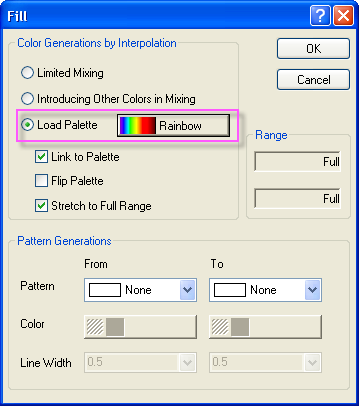 Fill
Color Generations by Interpolation
OK
Limited Mixing
Cancel
Introducing Other Colors in Mixing
Load Palette Rainbow
Range
Link to Palette
Full
Flip Palette
Full
Stretch to Full Range
Pattern Generations
From To
Pattern None None
Color
Line Width 0.5 0.5